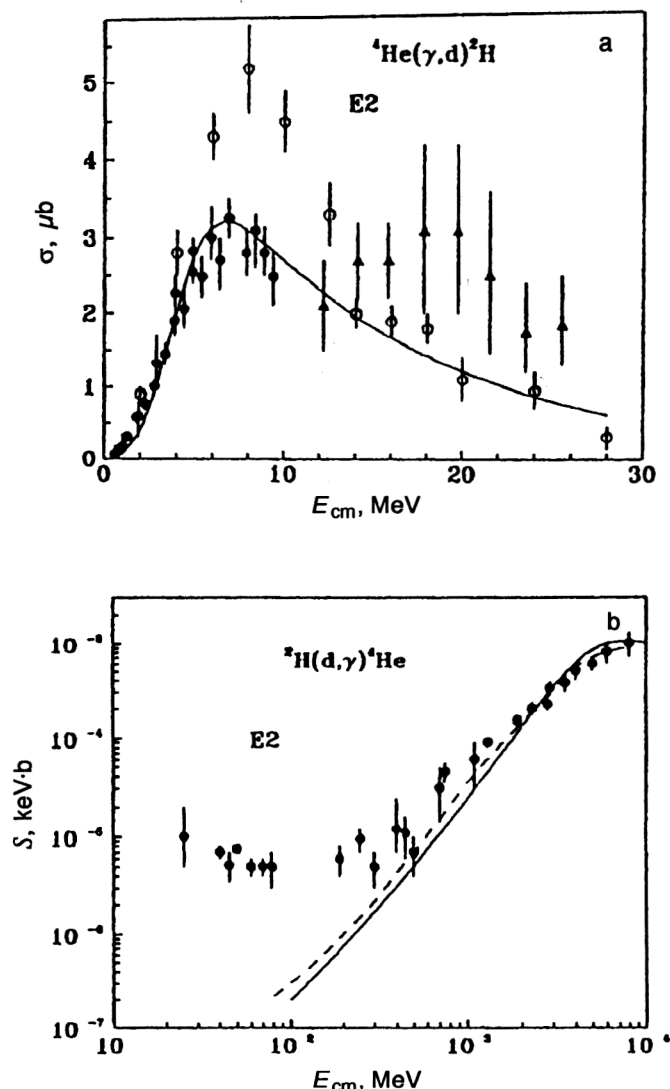 ⁴He(γ,d)²H
a
E2
5
4
3
2
1
0
σ, μb
0
10
20
30
E_cm, MeV
b
²H(d,γ)⁴He
E2
10⁻³
10⁻⁴
10⁻⁵
10⁻⁶
10⁻⁷
S, keV·b
10
10²
10³
10⁴
E_cm, MeV